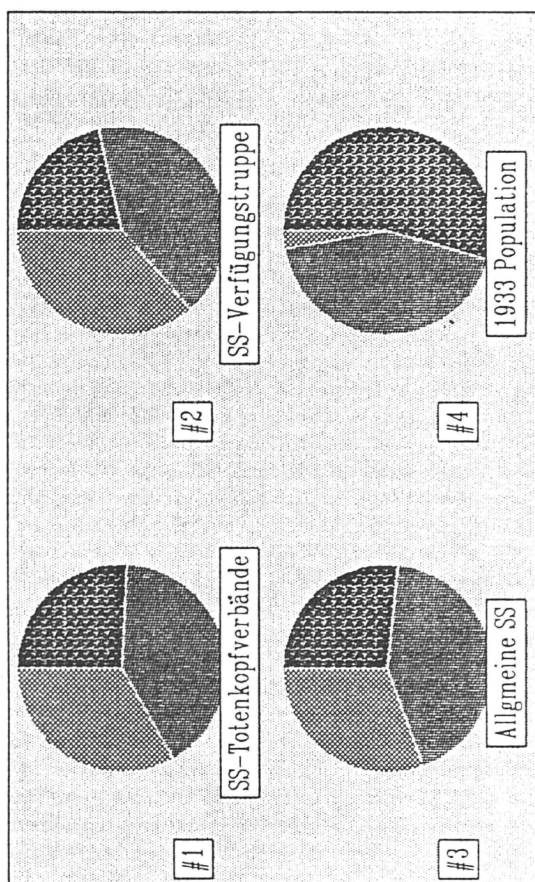 #1
SS-Totenkopfverbände
#2
SS-Verfügungstruppe
#3
Allgmeine SS
#4
1933 Population